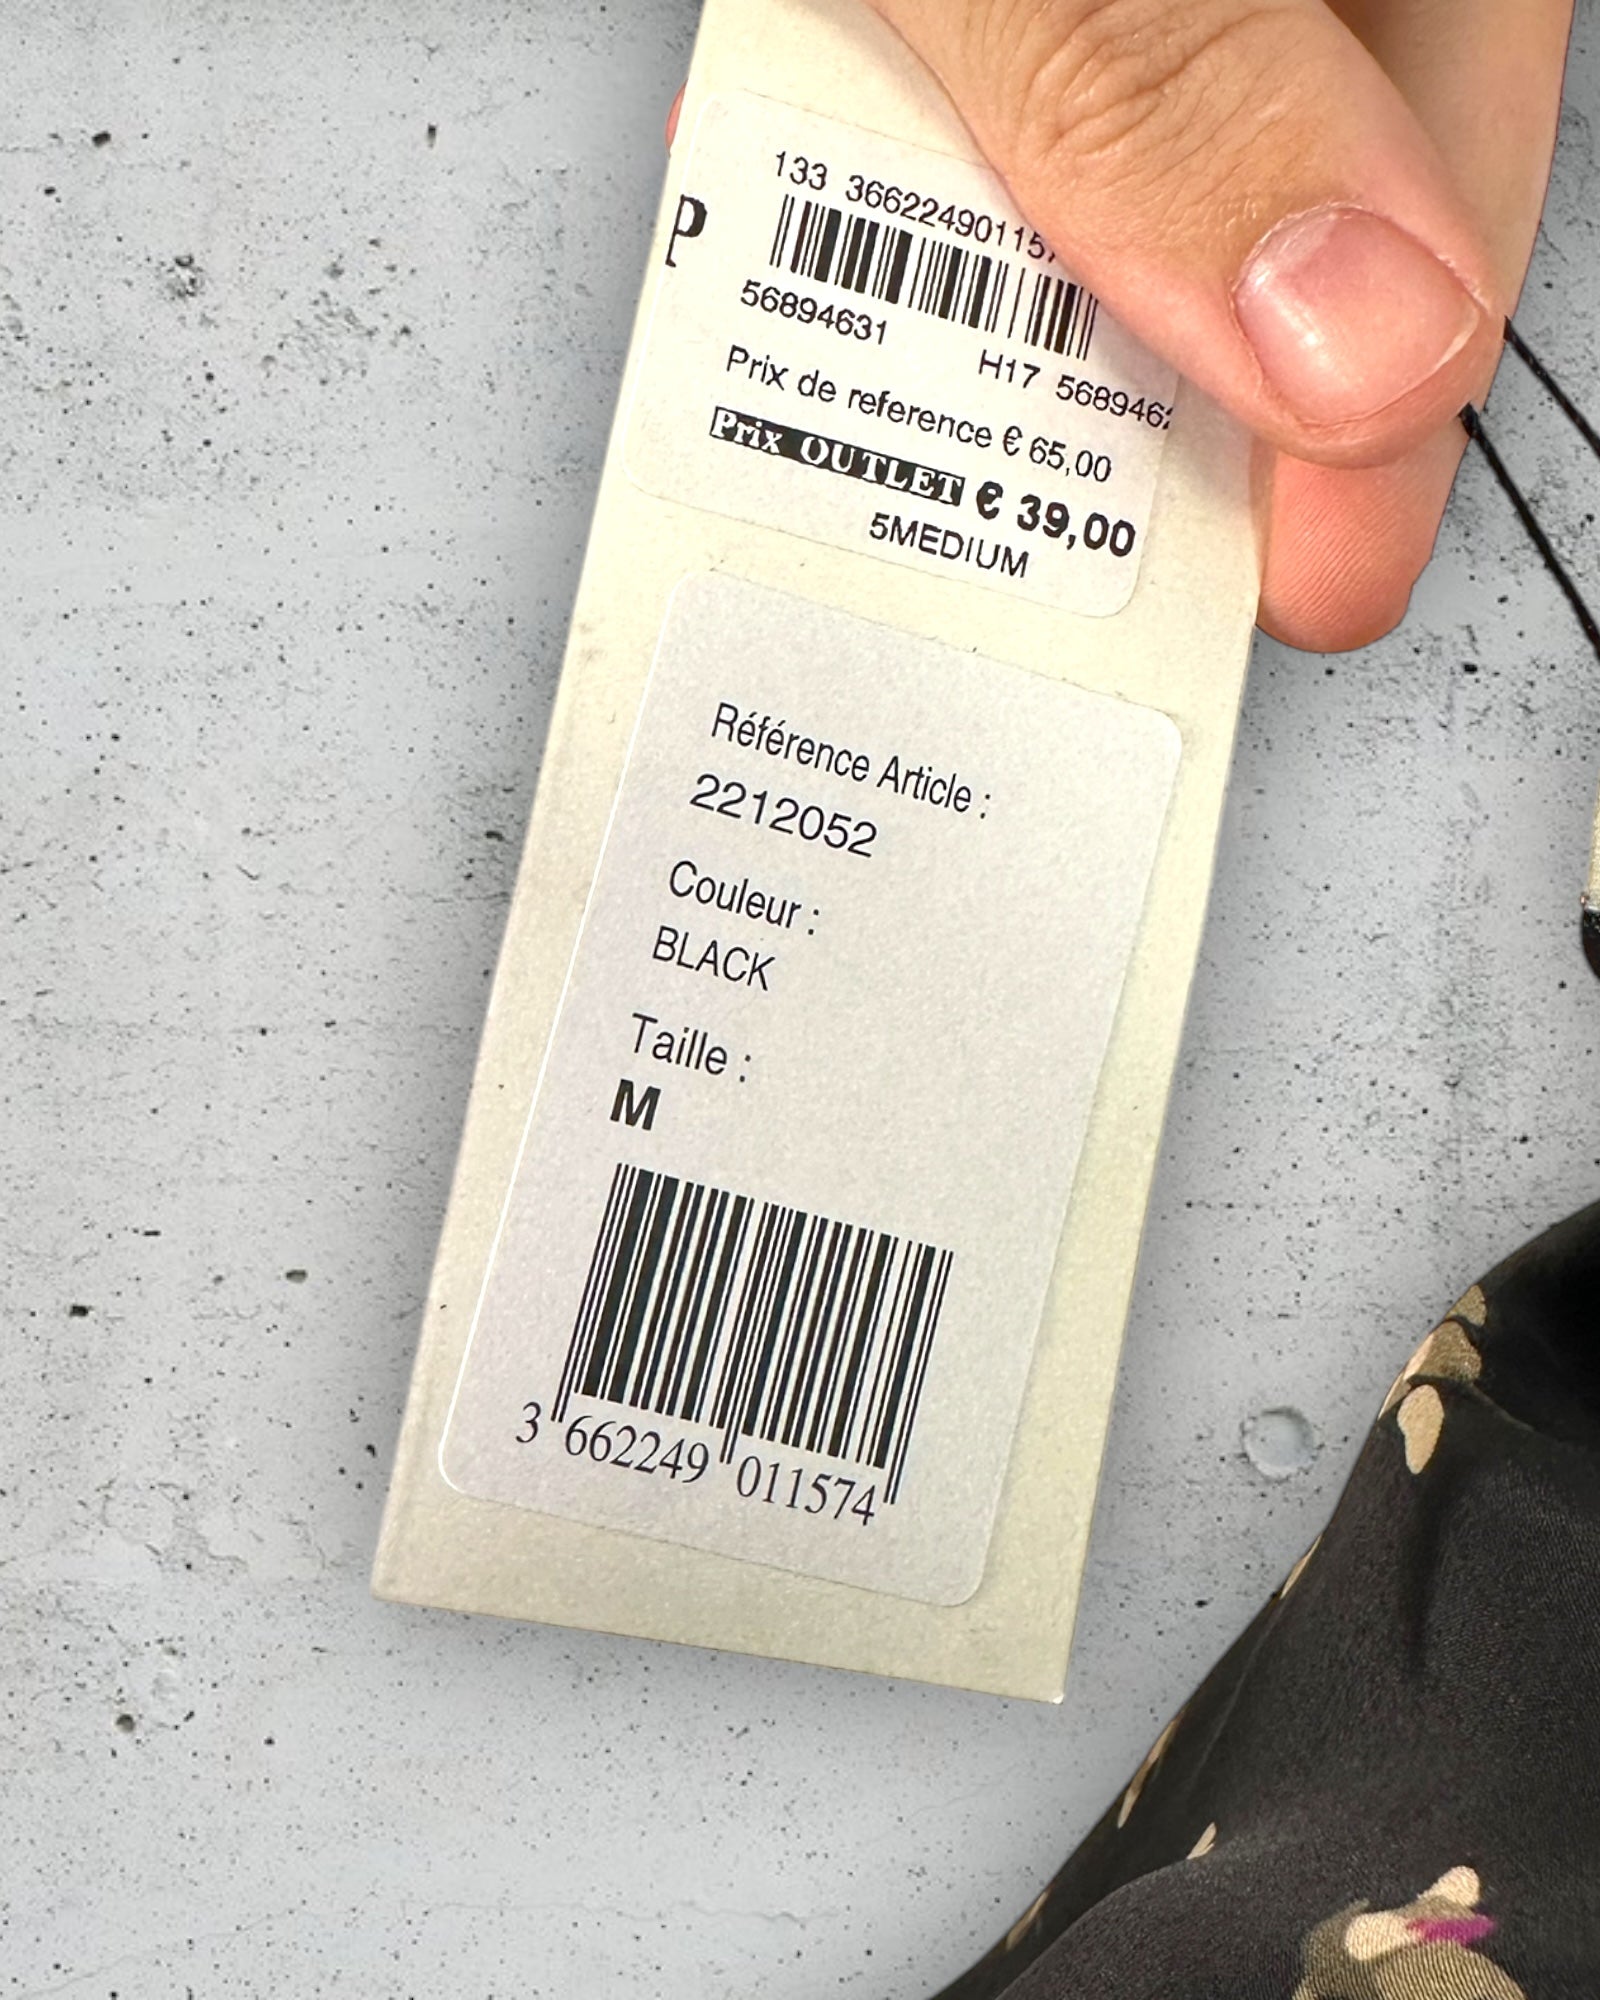 133 366224901157
P
56894631
H17 5689462
Prix de reference € 65,00
Prix OUTLET € 39,00
5MEDIUM
Référence Article :
2212052
Couleur :
BLACK
Taille :
M
3 662249 011574